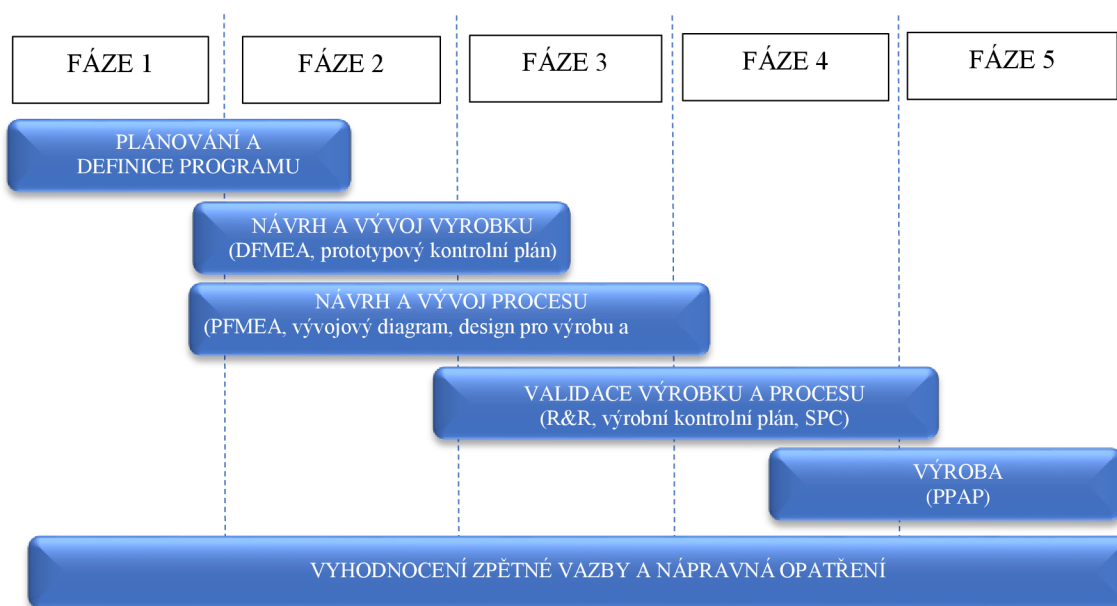 FÁZE 1
FÁZE 2
FÁZE 3
FÁZE 4
FÁZE 5
PLÁNOVÁNÍ A
DEFINICE PROGRAMU
NÁVRH A VÝVOJ VYROBKU
(DFMEA, prototypový kontrolní plán)
NÁVRH A VÝVOJ PROCESU
(PFMEA, vývojový diagram, design pro výrobu a
VALIDACE VÝROBKU A PROCESU
(R&R, výrobní kontrolní plán, SPC)
VÝROBA
(PPAP)
VYHODNOCENÍ ZPĚTNÉ VAZBY A NÁPRAVNÁ OPATŘENÍ